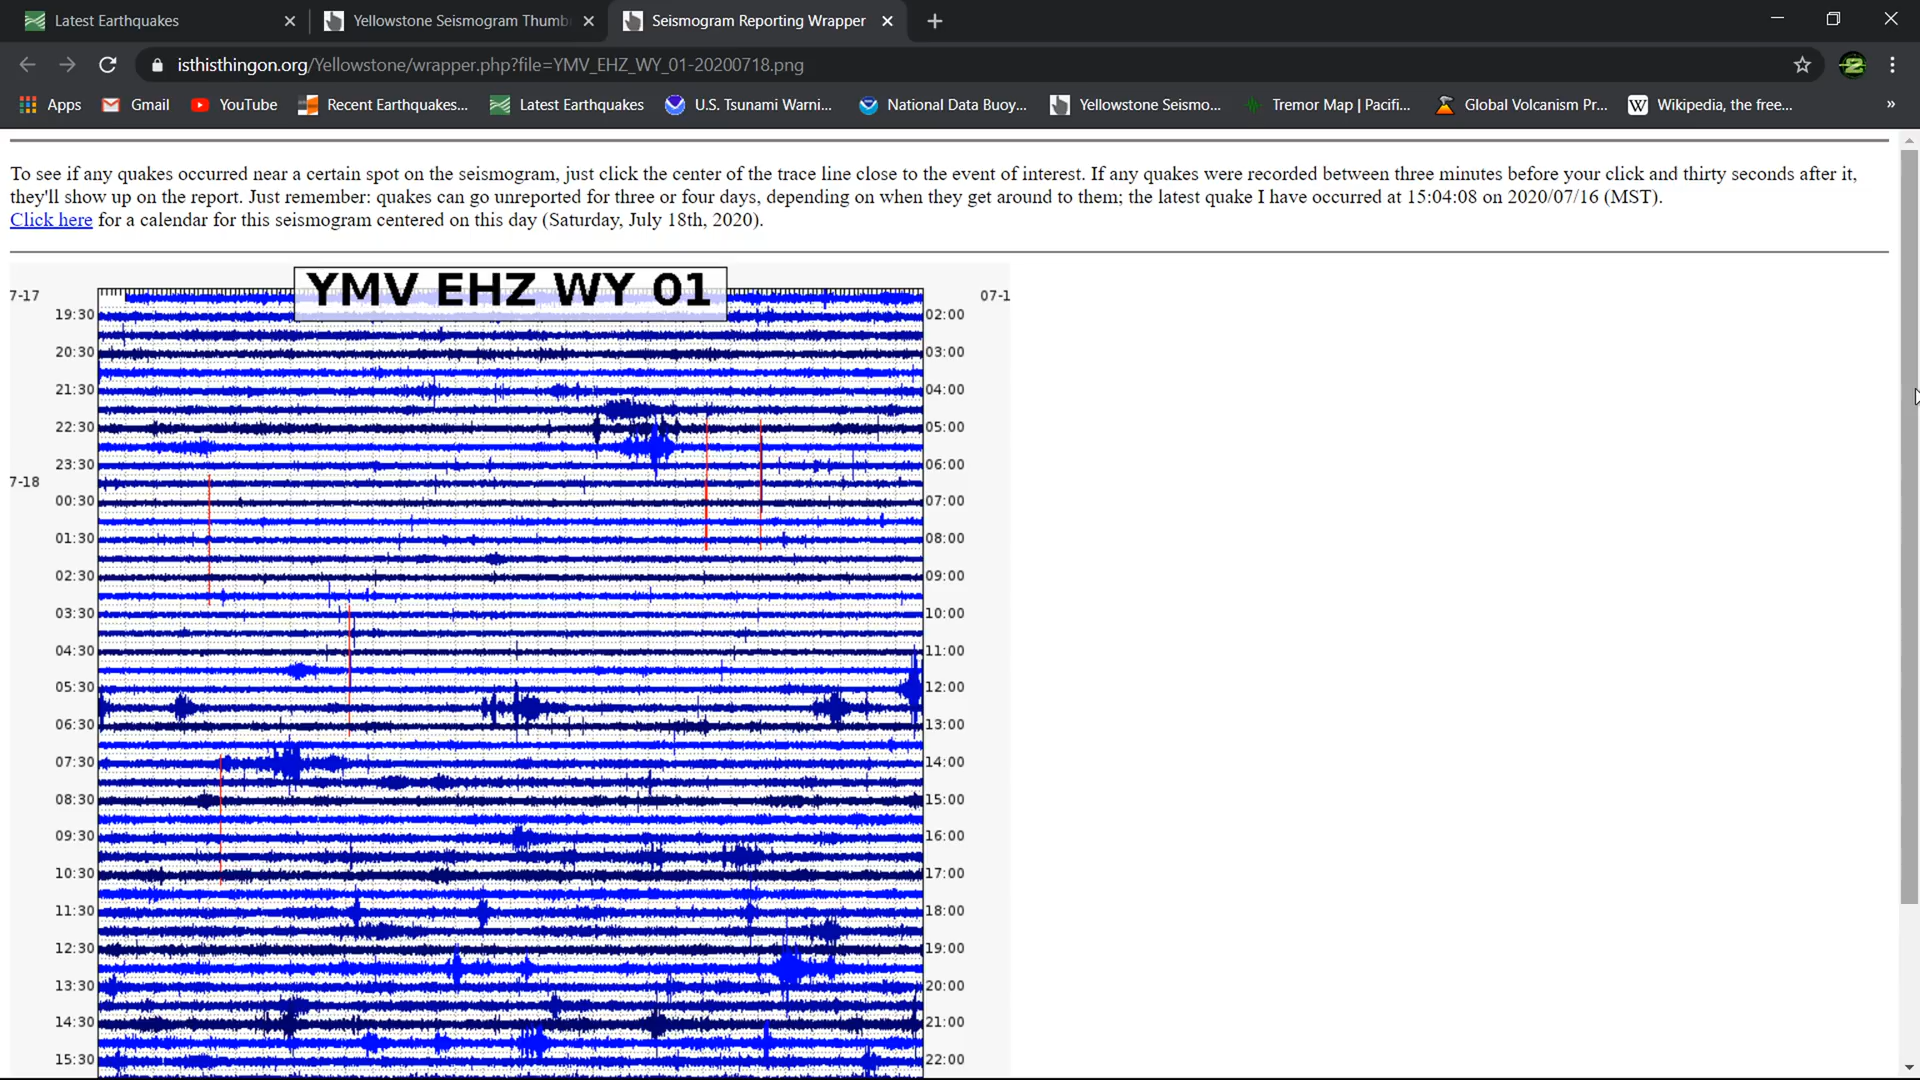 Latest Earthquakes
Yellowstone Seismogram Thumb
Seismogram Reporting Wrapper
isthisthingon.org/Yellowstone/wrapper.php?file=YMV_EHZ_WY_01-20200718.png
Apps
Gmail
YouTube
Recent Earthquakes...
Latest Earthquakes
U.S. Tsunami Warni...
National Data Buoy...
Yellowstone Seismo...
Tremor Map | Pacifi...
Global Volcanism Pr...
Wikipedia, the free...
»
To see if any quakes occurred near a certain spot on the seismogram, just click the center of the trace line close to the event of interest. If any quakes were recorded between three minutes before your click and thirty seconds after it,
they'll show up on the report. Just remember: quakes can go unreported for three or four days, depending on when they get around to them; the latest quake I have occurred at 15:04:08 on 2020/07/16 (MST).
Click here for a calendar for this seismogram centered on this day (Saturday, July 18th, 2020).
YMV EHZ WY 01
7-17 07-1
19:30 02:00
20:30 03:00
21:30 04:00
22:30 05:00
23:30 06:00
7-18
00:30 07:00
01:30 08:00
02:30 09:00
03:30 10:00
04:30 11:00
05:30 12:00
06:30 13:00
07:30 14:00
08:30 15:00
09:30 16:00
10:30 17:00
11:30 18:00
12:30 19:00
13:30 20:00
14:30 21:00
15:30 22:00